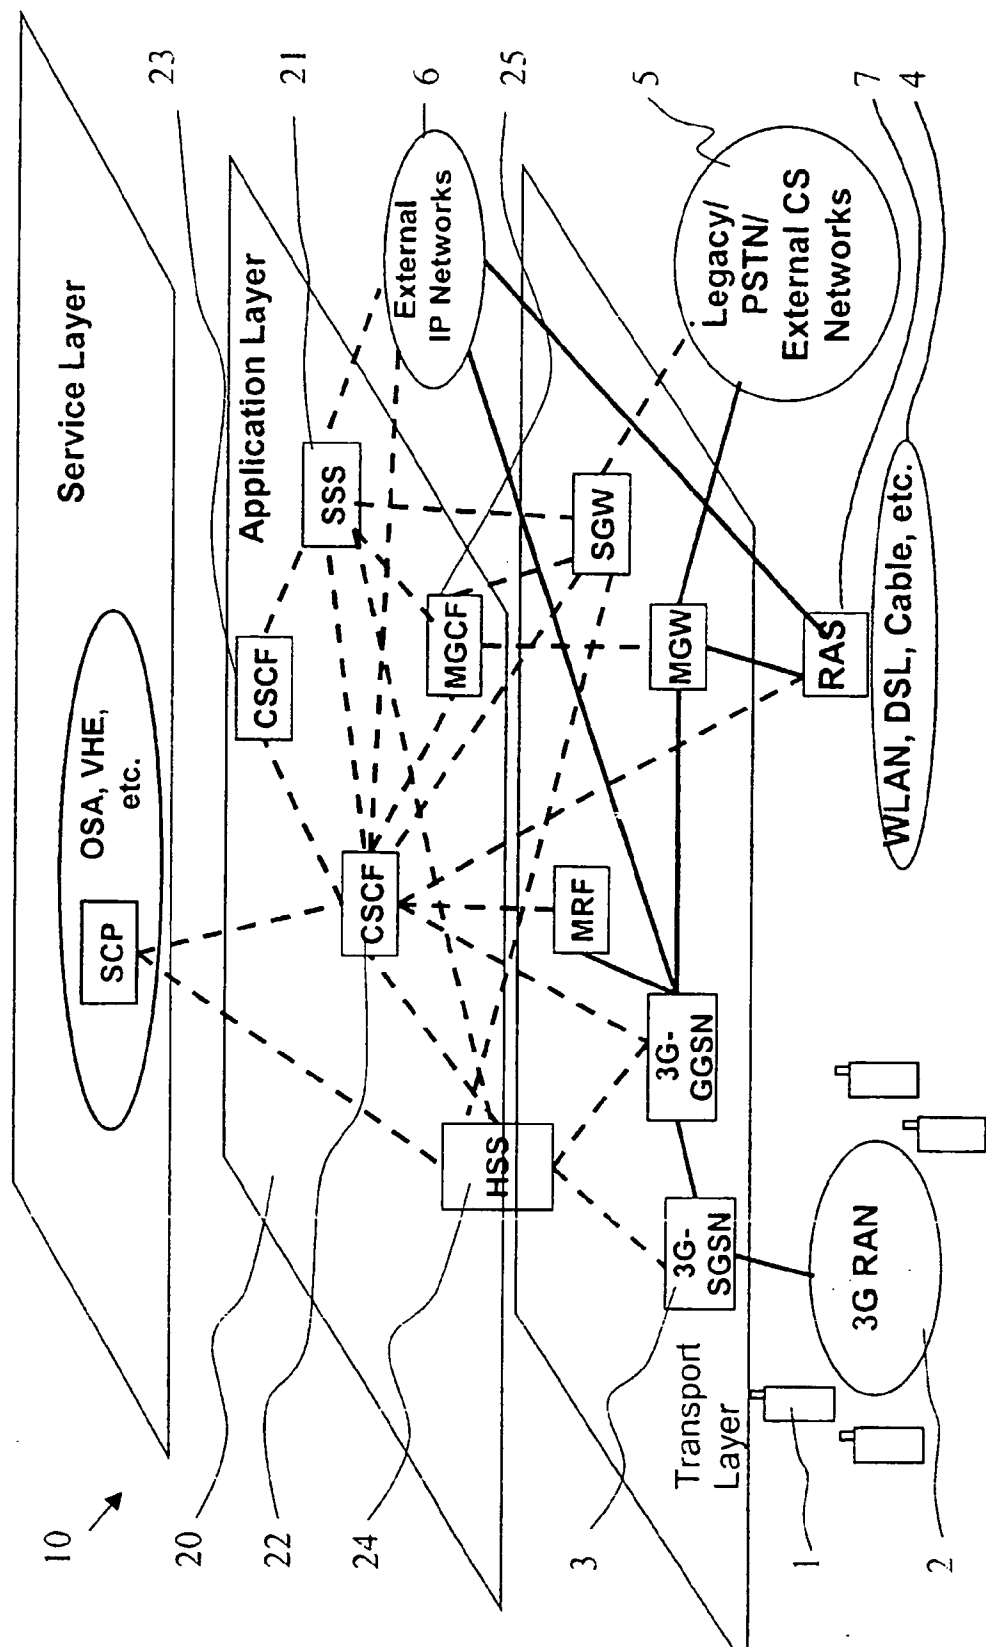 10
Service Layer
OSA, VHE,
etc.
SCP
23
21
6
25
5
7
4
Application Layer
CSCF
SSS
CSCF
MGCF
External
IP Networks
HSS
20
22
24
3
1
2
SGW
MRF
MGW
3G-
GGSN
3G-
SGSN
Transport
Layer
Legacy/
PSTN/
External CS
Networks
RAS
WLAN, DSL, Cable, etc.
3G RAN